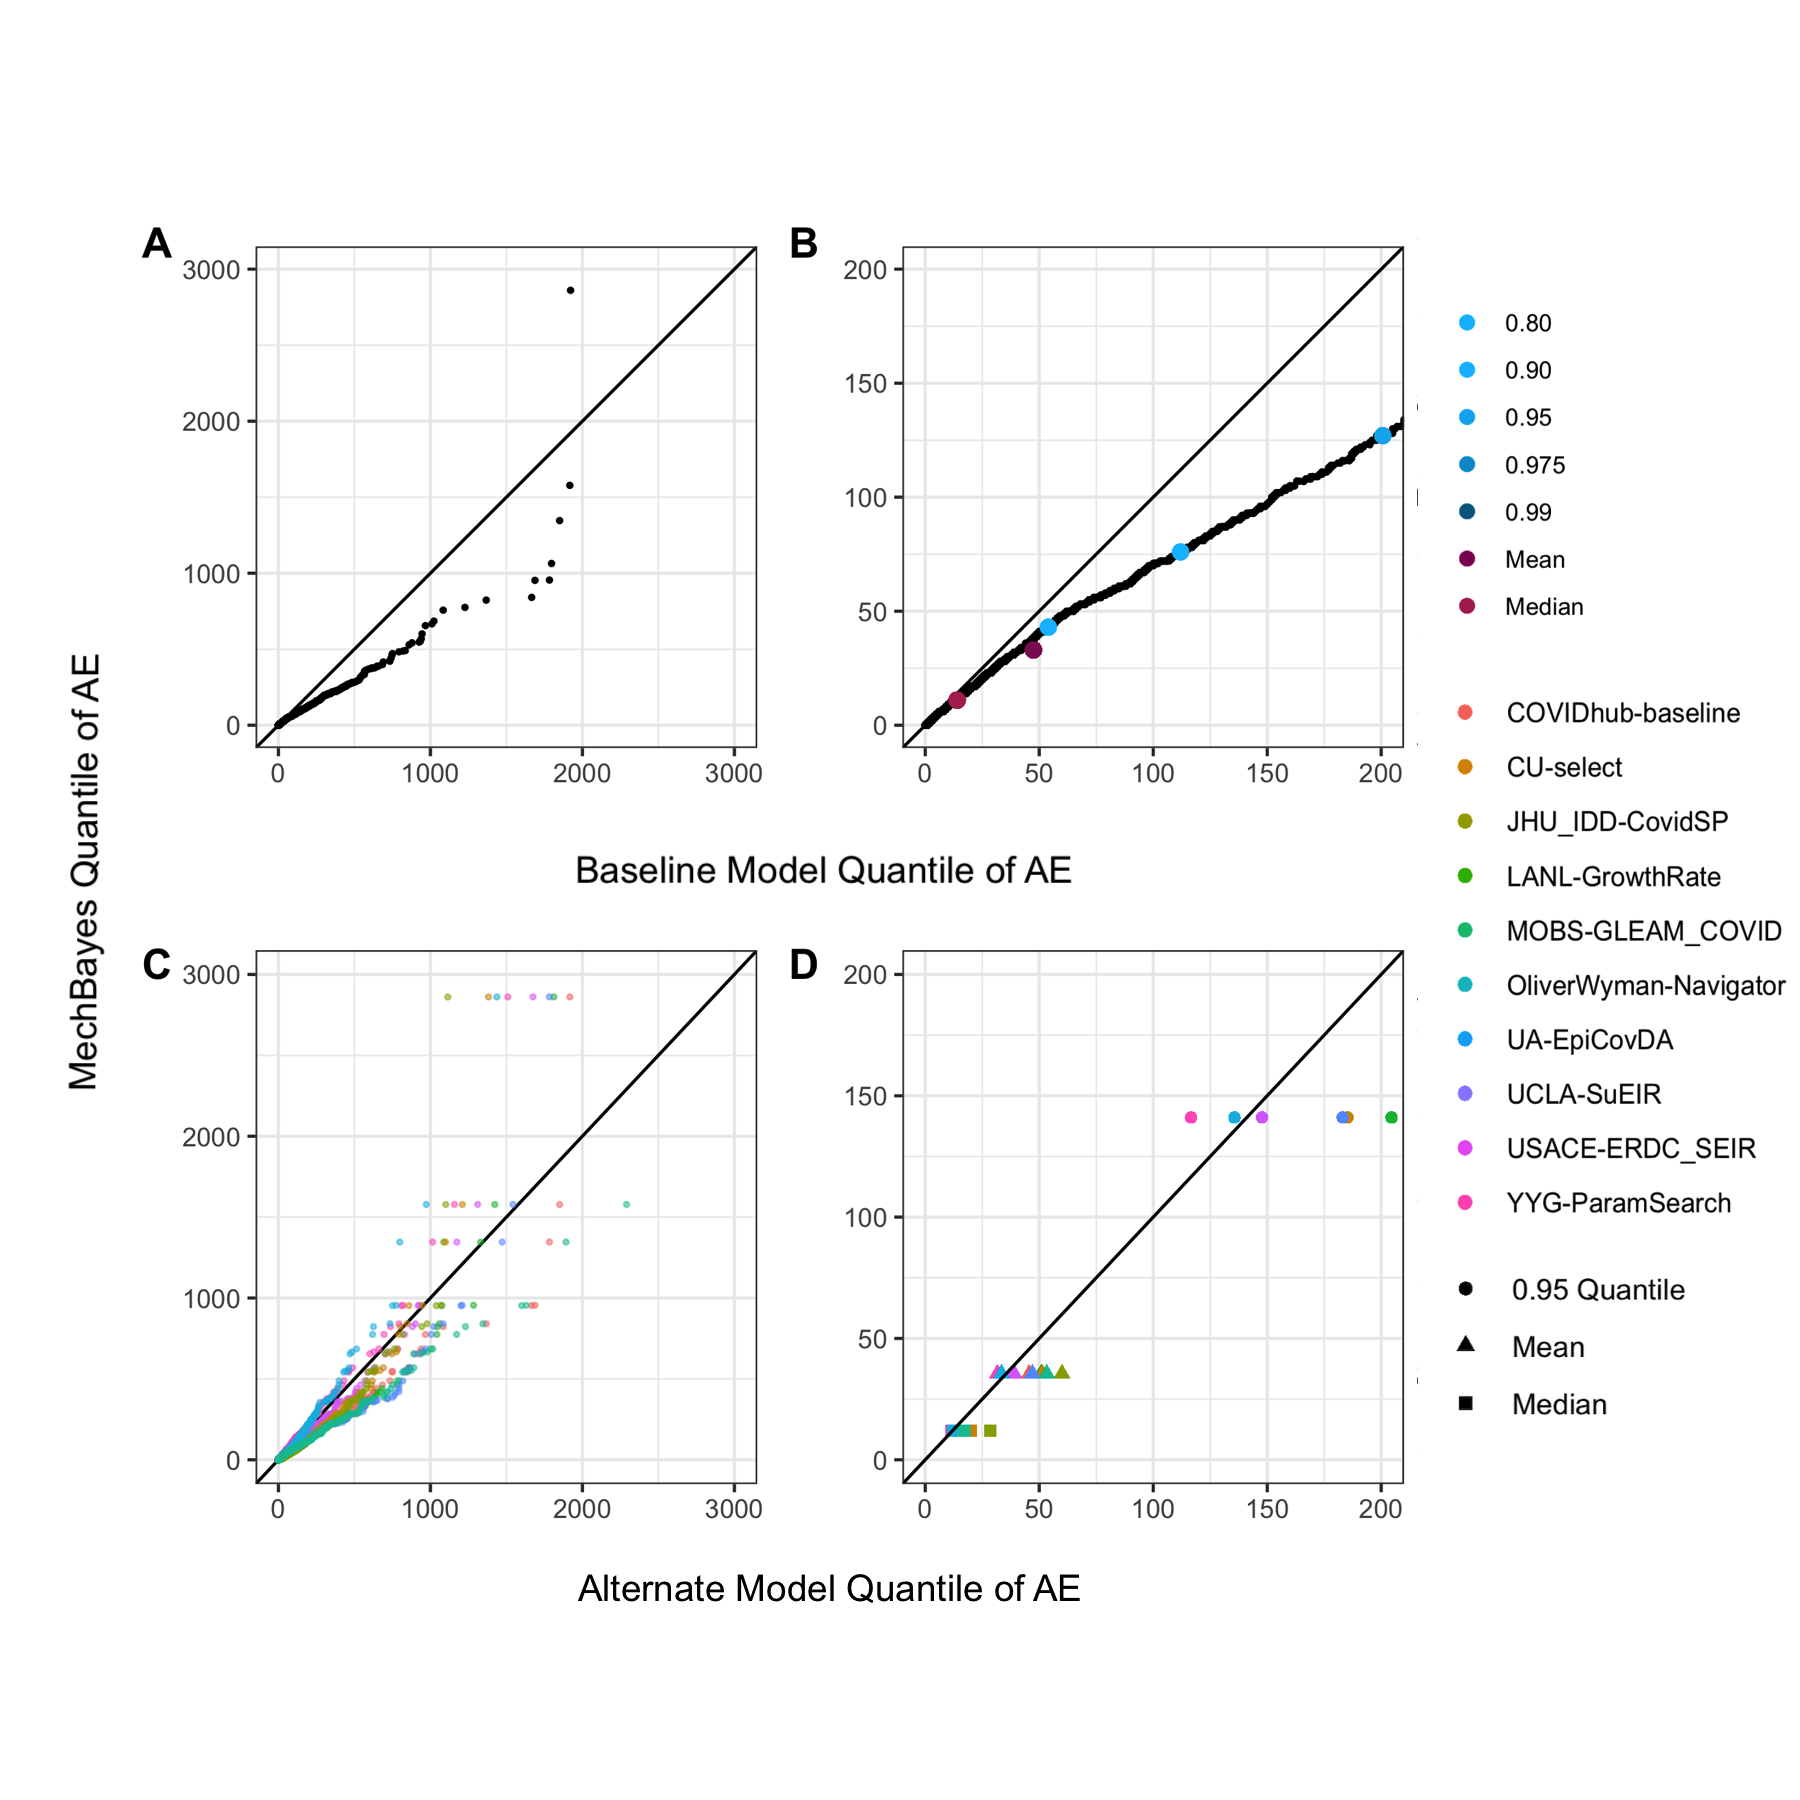 A
B
3000
2000
1000
0
0
1000
2000
3000
200
150
100
50
0
0
50
100
150
200
0.80
0.90
0.95
0.975
0.99
Mean
Median
MechBayes Quantile of AE
Baseline Model Quantile of AE
COVIDhub-baseline
CU-select
JHU_IDD-CovidSP
LANL-GrowthRate
MOBS-GLEAM_COVID
OliverWyman-Navigator
UA-EpiCovDA
UCLA-SuEIR
USACE-ERDC_SEIR
YYG-ParamSearch
C
D
3000
2000
1000
0
0
1000
2000
3000
200
150
100
50
0
0
50
100
150
200
0.95 Quantile
Mean
Median
Alternate Model Quantile of AE